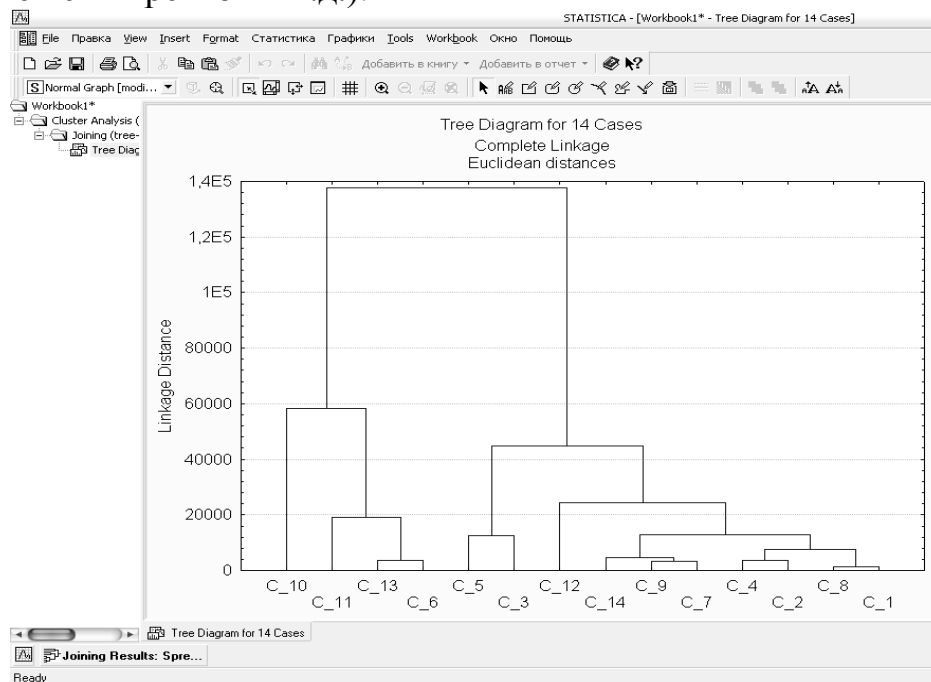 STATISTICA - [Workbook1* - Tree Diagram for 14 Cases]
File Правка View Insert Format Статистика Графики Tools Workbook Окно Помощь
Добавить в книгу Добавить в отчет
Normal Graph [modi...
Workbook1*
Cluster Analysis (
Joining (tree-
Tree Diag
Tree Diagram for 14 Cases
Complete Linkage
Euclidean distances
Linkage Distance
1,4E5
1,2E5
1E5
80000
60000
40000
20000
0
C_10 C_13 C_5 C_12 C_9 C_4 C_8
C_11 C_6 C_3 C_14 C_7 C_2 C_1
Tree Diagram for 14 Cases
Joining Results: Spre...
Ready